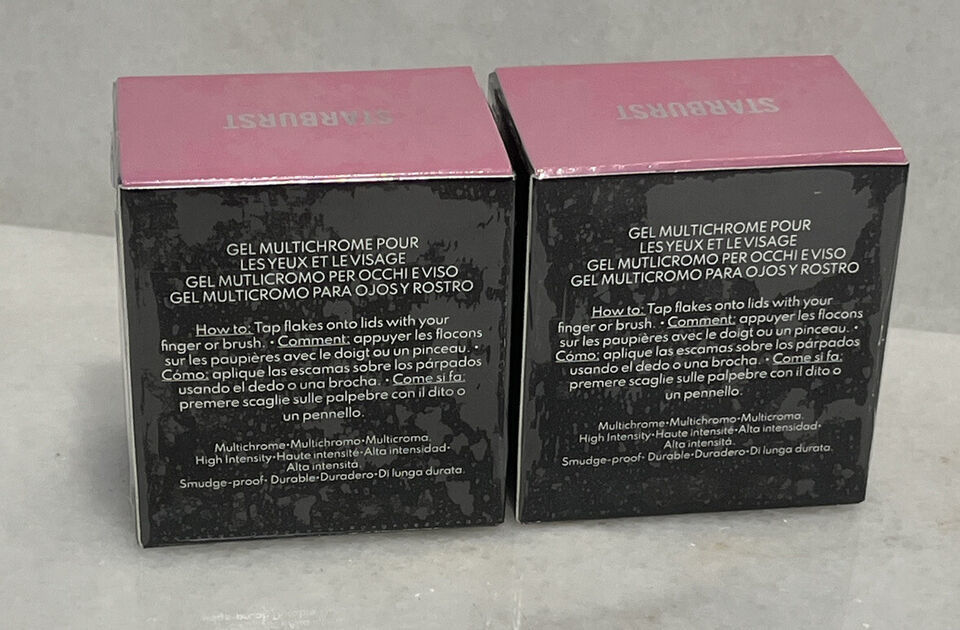 STARBURST
GEL MULTICHROME POUR
LES YEUX ET LE VISAGE
GEL MUTLICROMO PER OCCHI E VISO
GEL MULTICROMO PARA OJOS Y ROSTRO
How to: Tap flakes onto lids with your
finger or brush. • Comment: appuyer les flocons
sur les paupières avec le doigt ou un pinceau. •
Cómo: aplique las escamas sobre los párpados
usando el dedo o una brocha. • Come si fa:
premere scaglie sulle palpebre con il dito o
un pennello.
Multichrome•Multichromo•Multicroma.
High Intensity•Haute intensité•Alta intensidad•
Alta intensità.
Smudge-proof• Durable•Duradero•Di lunga durata.
STARBURST
GEL MULTICHROME POUR
LES YEUX ET LE VISAGE
GEL MUTLICROMO PER OCCHI E VISO
GEL MULTICROMO PARA OJOS Y ROSTRO
How to: Tap flakes onto lids with your
finger or brush. • Comment: appuyer les flocons
sur les paupières avec le doigt ou un pinceau. •
Cómo: aplique las escamas sobre los párpados
usando el dedo o una brocha. • Come si fa:
premere scaglie sulle palpebre con il dito o
un pennello.
Multichrome•Multichromo•Multicroma.
High Intensity•Haute intensité•Alta intensidad•
Alta intensità.
Smudge-proof• Durable•Duradero•Di lunga durata.